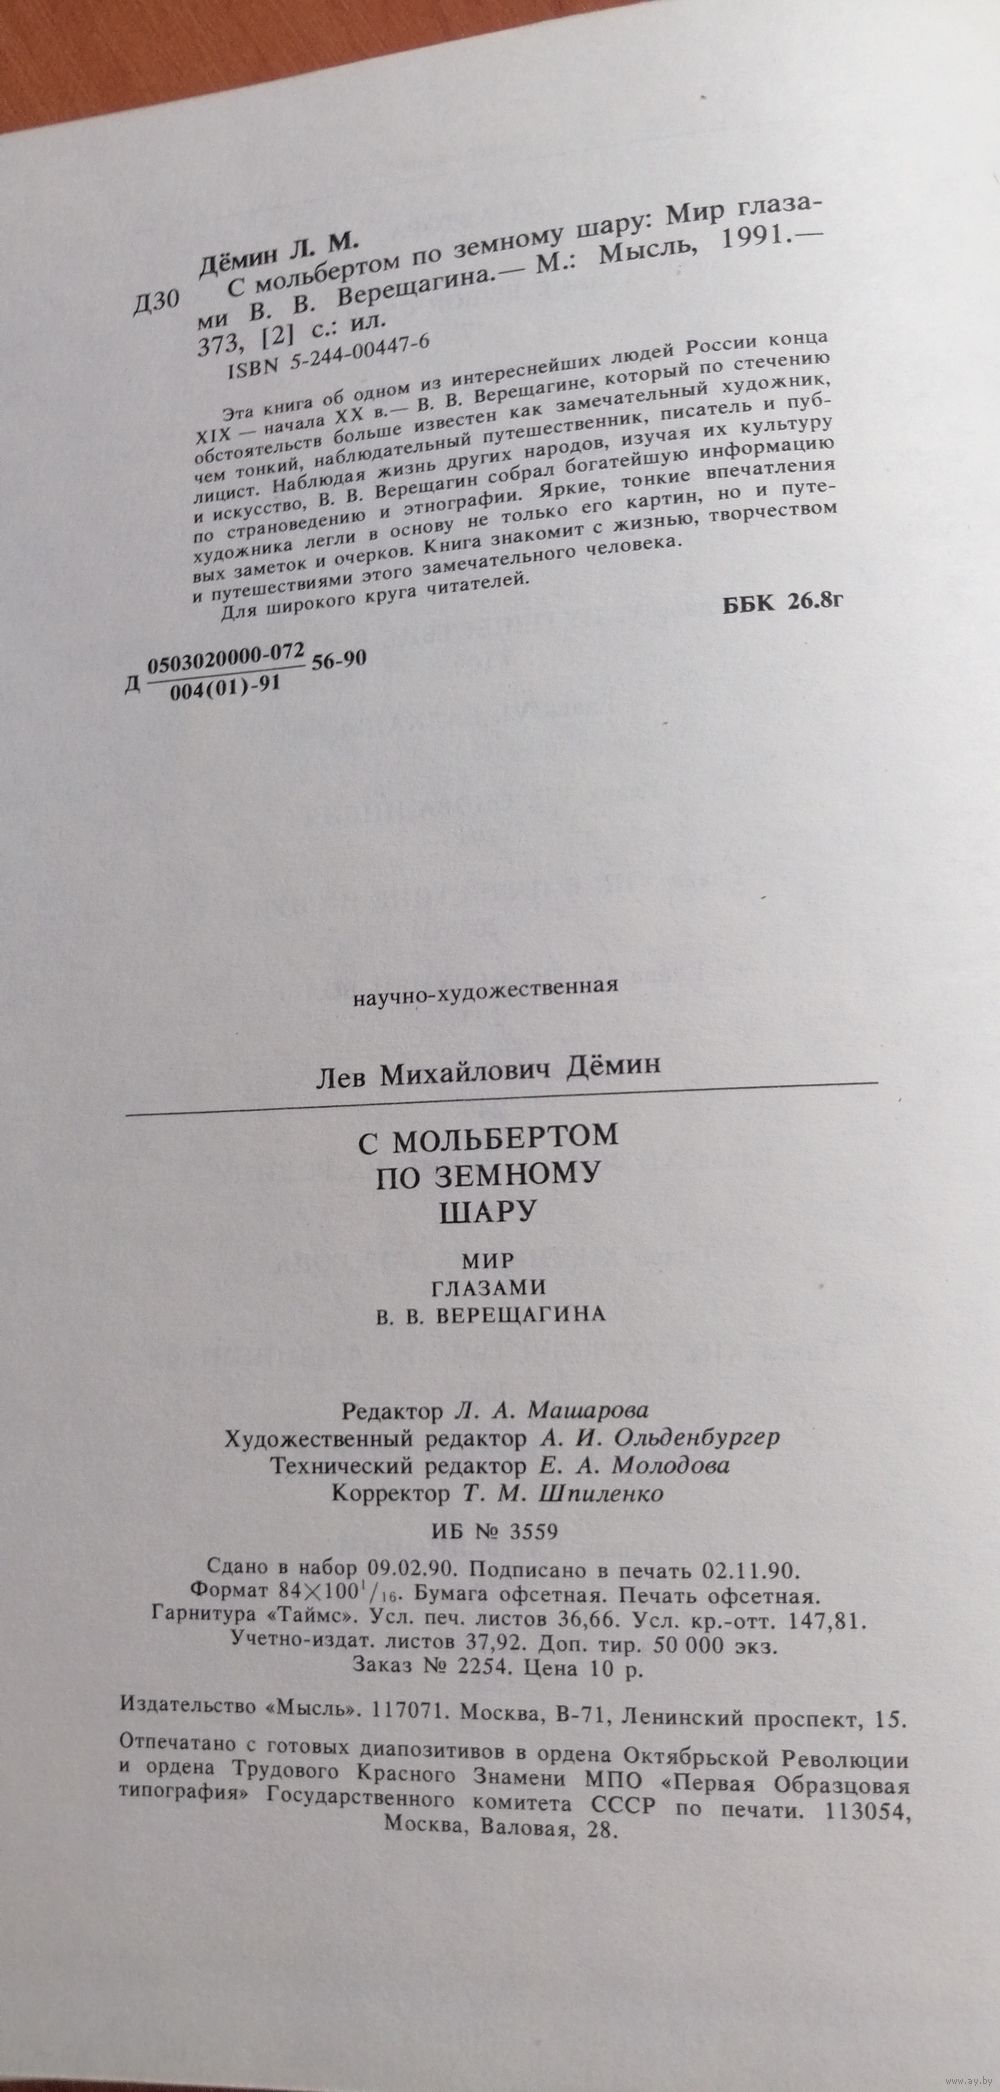 Дёмин Л. М.
Д30 С мольбертом по земному шару: Мир глаза-
ми В. В. Верещагина.— М.: Мысль, 1991.—
373, [2] с.: ил.
ISBN 5-244-00447-6
Эта книга об одном из интереснейших людей России конца
XIX — начала XX в.— В. В. Верещагине, который по стечению
обстоятельств больше известен как замечательный художник,
чем тонкий, наблюдательный путешественник, писатель и пуб-
лицист. Наблюдая жизнь других народов, изучая их культуру
и искусство, В. В. Верещагин собрал богатейшую информацию
по страноведению и этнографии. Яркие, тонкие впечатления
художника легли в основу не только его картин, но и путе-
вых заметок и очерков. Книга знакомит с жизнью, творчеством
и путешествиями этого замечательного человека.
Для широкого круга читателей.
ББК 26.8г
Д 0503020000-072 56-90
004(01)-91
научно-художественная
Лев Михайлович Дёмин
С МОЛЬБЕРТОМ
ПО ЗЕМНОМУ
ШАРУ
МИР
ГЛАЗАМИ
В. В. ВЕРЕЩАГИНА
Редактор Л. А. Машарова
Художественный редактор А. И. Ольденбургер
Технический редактор Е. А. Молодова
Корректор Т. М. Шпиленко
ИБ № 3559
Сдано в набор 09.02.90. Подписано в печать 02.11.90.
Формат 84×100 1/16. Бумага офсетная. Печать офсетная.
Гарнитура «Таймс». Усл. печ. листов 36,66. Усл. кр.-отт. 147,81.
Учетно-издат. листов 37,92. Доп. тир. 50 000 экз.
Заказ № 2254. Цена 10 р.
Издательство «Мысль». 117071. Москва, В-71, Ленинский проспект, 15.
Отпечатано с готовых диапозитивов в ордена Октябрьской Революции
и ордена Трудового Красного Знамени МПО «Первая Образцовая
типография» Государственного комитета СССР по печати. 113054,
Москва, Валовая, 28.
www.ay.by